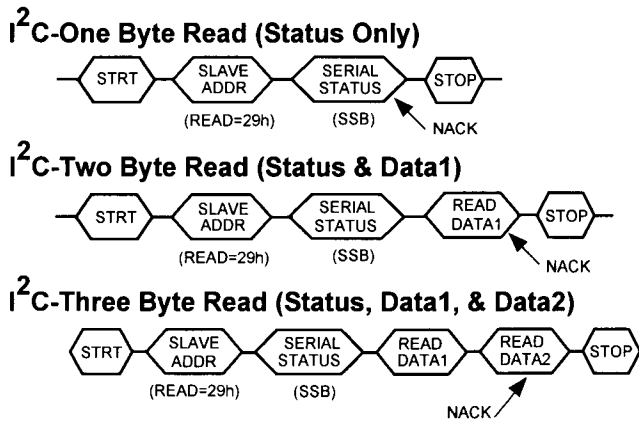 I²C-One Byte Read (Status Only)
STRT
SLAVE
ADDR
SERIAL
STATUS
STOP
(READ=29h)
(SSB)
NACK
I²C-Two Byte Read (Status & Data1)
STRT
SLAVE
ADDR
SERIAL
STATUS
READ
DATA1
STOP
(READ=29h)
(SSB)
NACK
I²C-Three Byte Read (Status, Data1, & Data2)
STRT
SLAVE
ADDR
SERIAL
STATUS
READ
DATA1
READ
DATA2
STOP
(READ=29h)
(SSB)
NACK